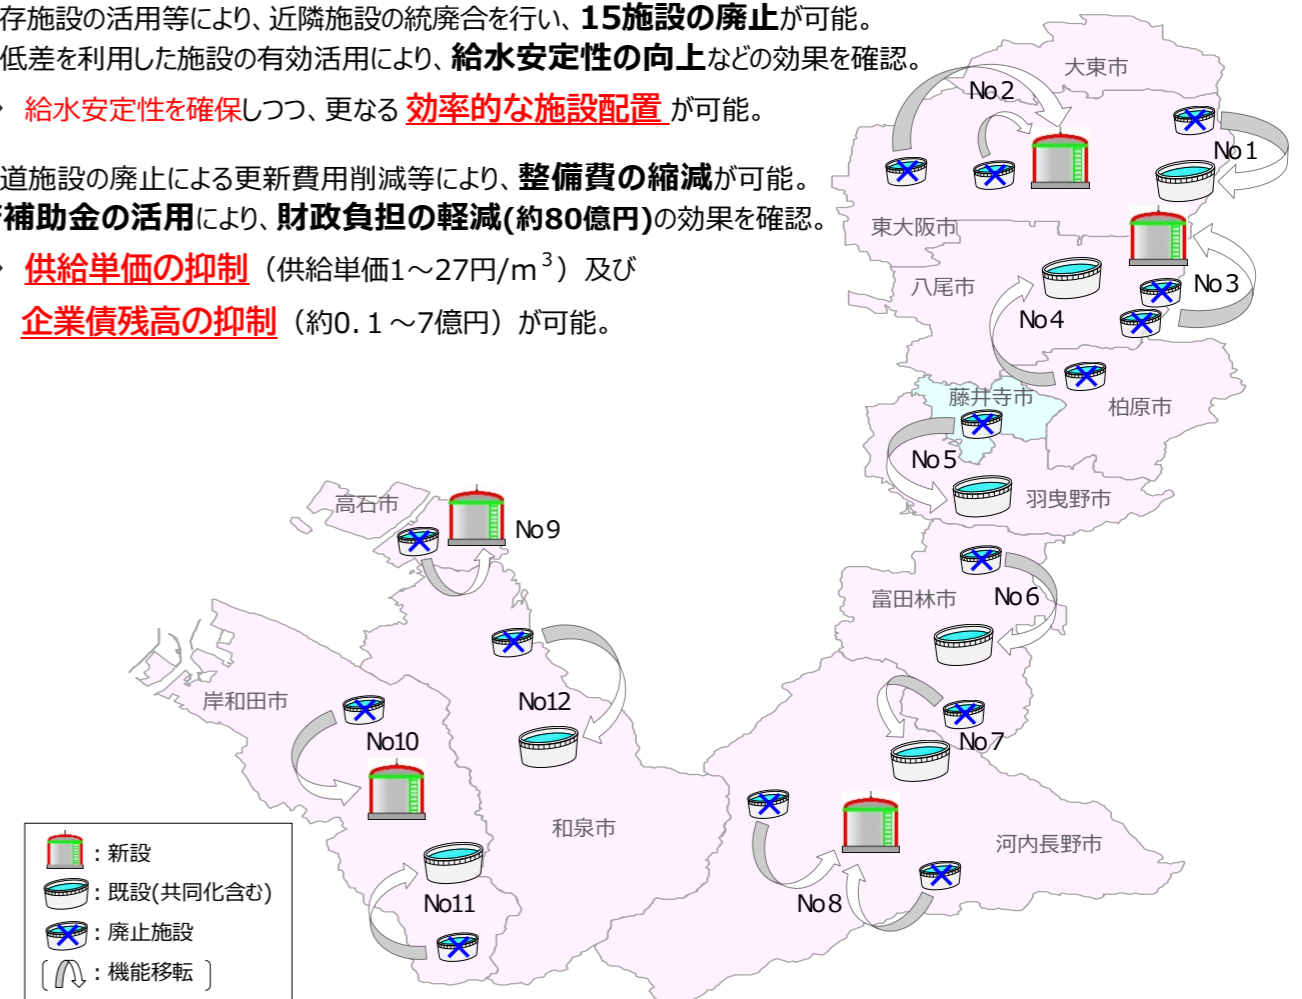 存施設の活用等により、近隣施設の統廃合を行い、15施設の廃止が可能。
低差を利用した施設の有効活用により、給水安定性の向上などの効果を確認。
給水安定性を確保しつつ、更なる 効率的な施設配置 が可能。
道施設の廃止による更新費用削減等により、整備費の縮減が可能。
補助金の活用により、財政負担の軽減(約80億円)の効果を確認。
供給単価の抑制（供給単価1～27円/m³）及び
企業債残高の抑制（約0.1～7億円）が可能。
大東市
No2
No1
東大阪市
八尾市
No3
No4
藤井寺市
柏原市
No5
羽曳野市
高石市
No9
富田林市
No6
岸和田市
No12
No10
No7
和泉市
河内長野市
No11
No8
：新設
：既設(共同化含む)
：廃止施設
：機能移転